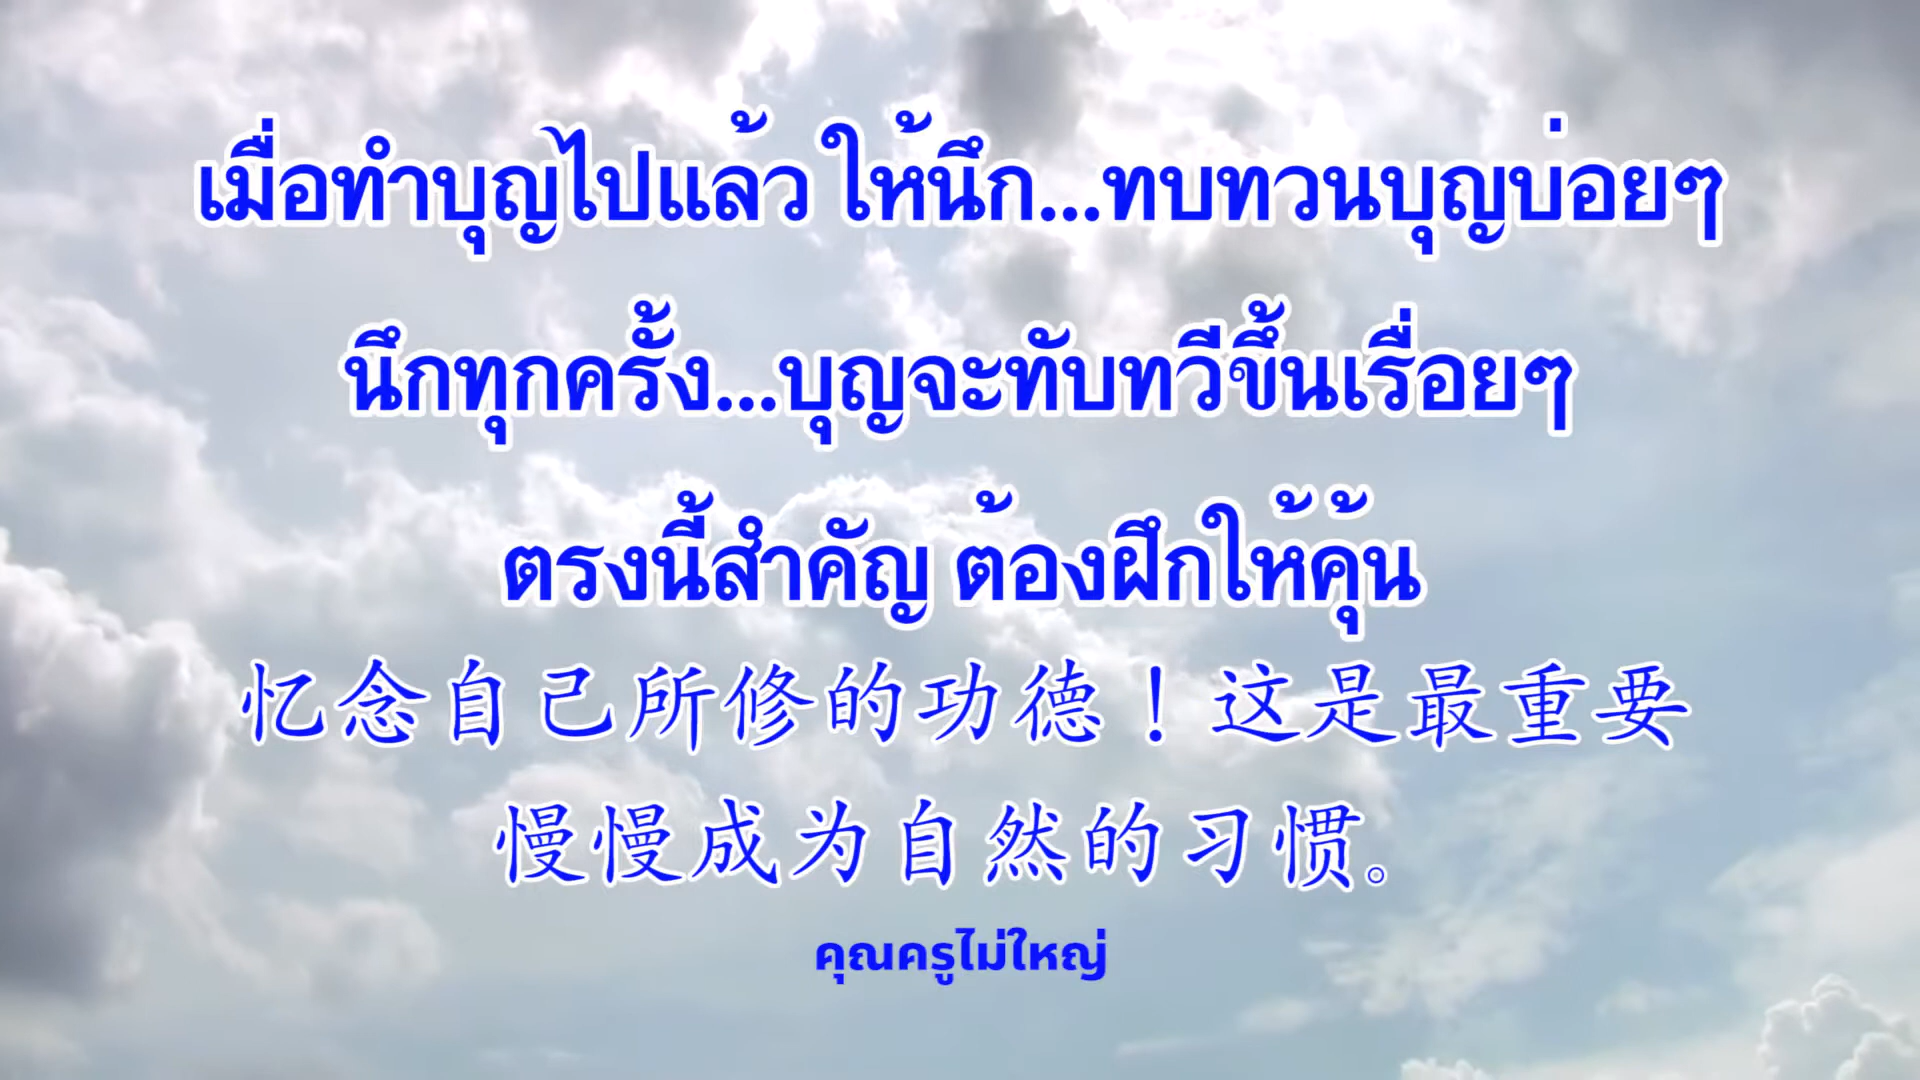 เมื่อทำบุญไปแล้ว ให้นึก...ทบทวนบุญบ่อยๆ
นึกทุกครั้ง...บุญจะทับทวีขึ้นเรื่อยๆ
ตรงนี้สำคัญ ต้องฝึกให้คุ้น
忆念自己所修的功德！这是最重要
慢慢成为自然的习惯。
คุณครูไม่ใหญ่